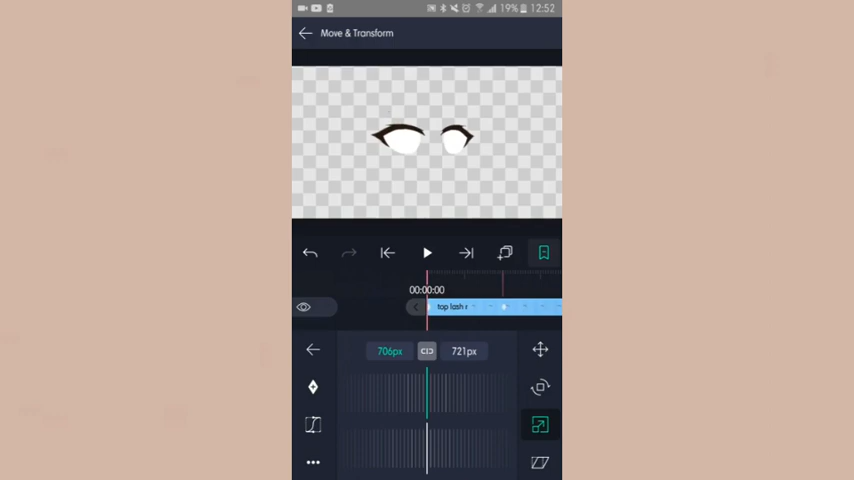 19% 12:52
Move & Transform
00:00:00
top lash r
706px 721px